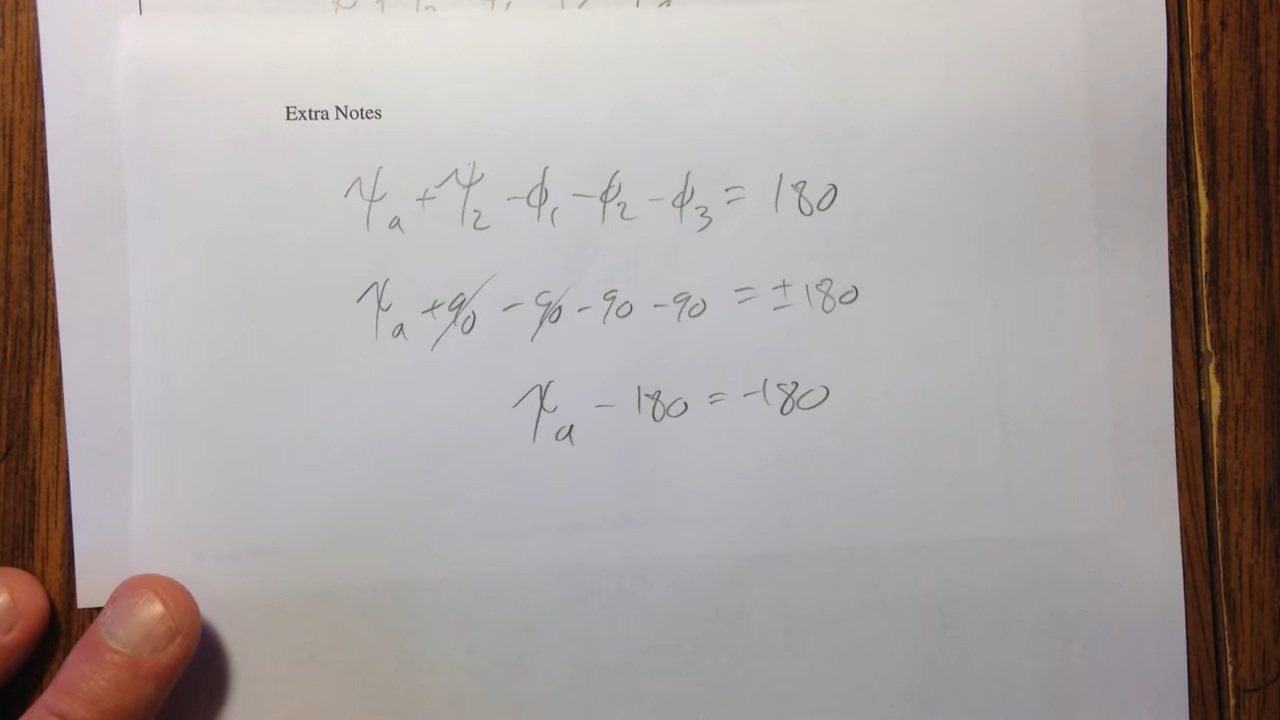 Extra Notes
ψₐ + ψ₂ - ϕ₁ - ϕ₂ - ϕ₃ = 180
ψₐ + 90 - 90 - 90 - 90 = ± 180
ψₐ - 180 = -180